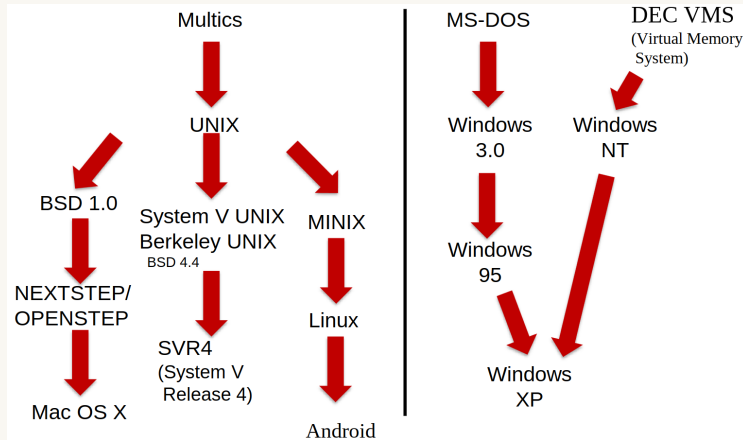 Multics
UNIX
BSD 1.0
NEXTSTEP/
OPENSTEP
Mac OS X
System V UNIX
Berkeley UNIX
BSD 4.4
SVR4
(System V
Release 4)
MINIX
Linux
Android
MS-DOS
DEC VMS
(Virtual Memory
System)
Windows
3.0
Windows
NT
Windows
95
Windows
XP